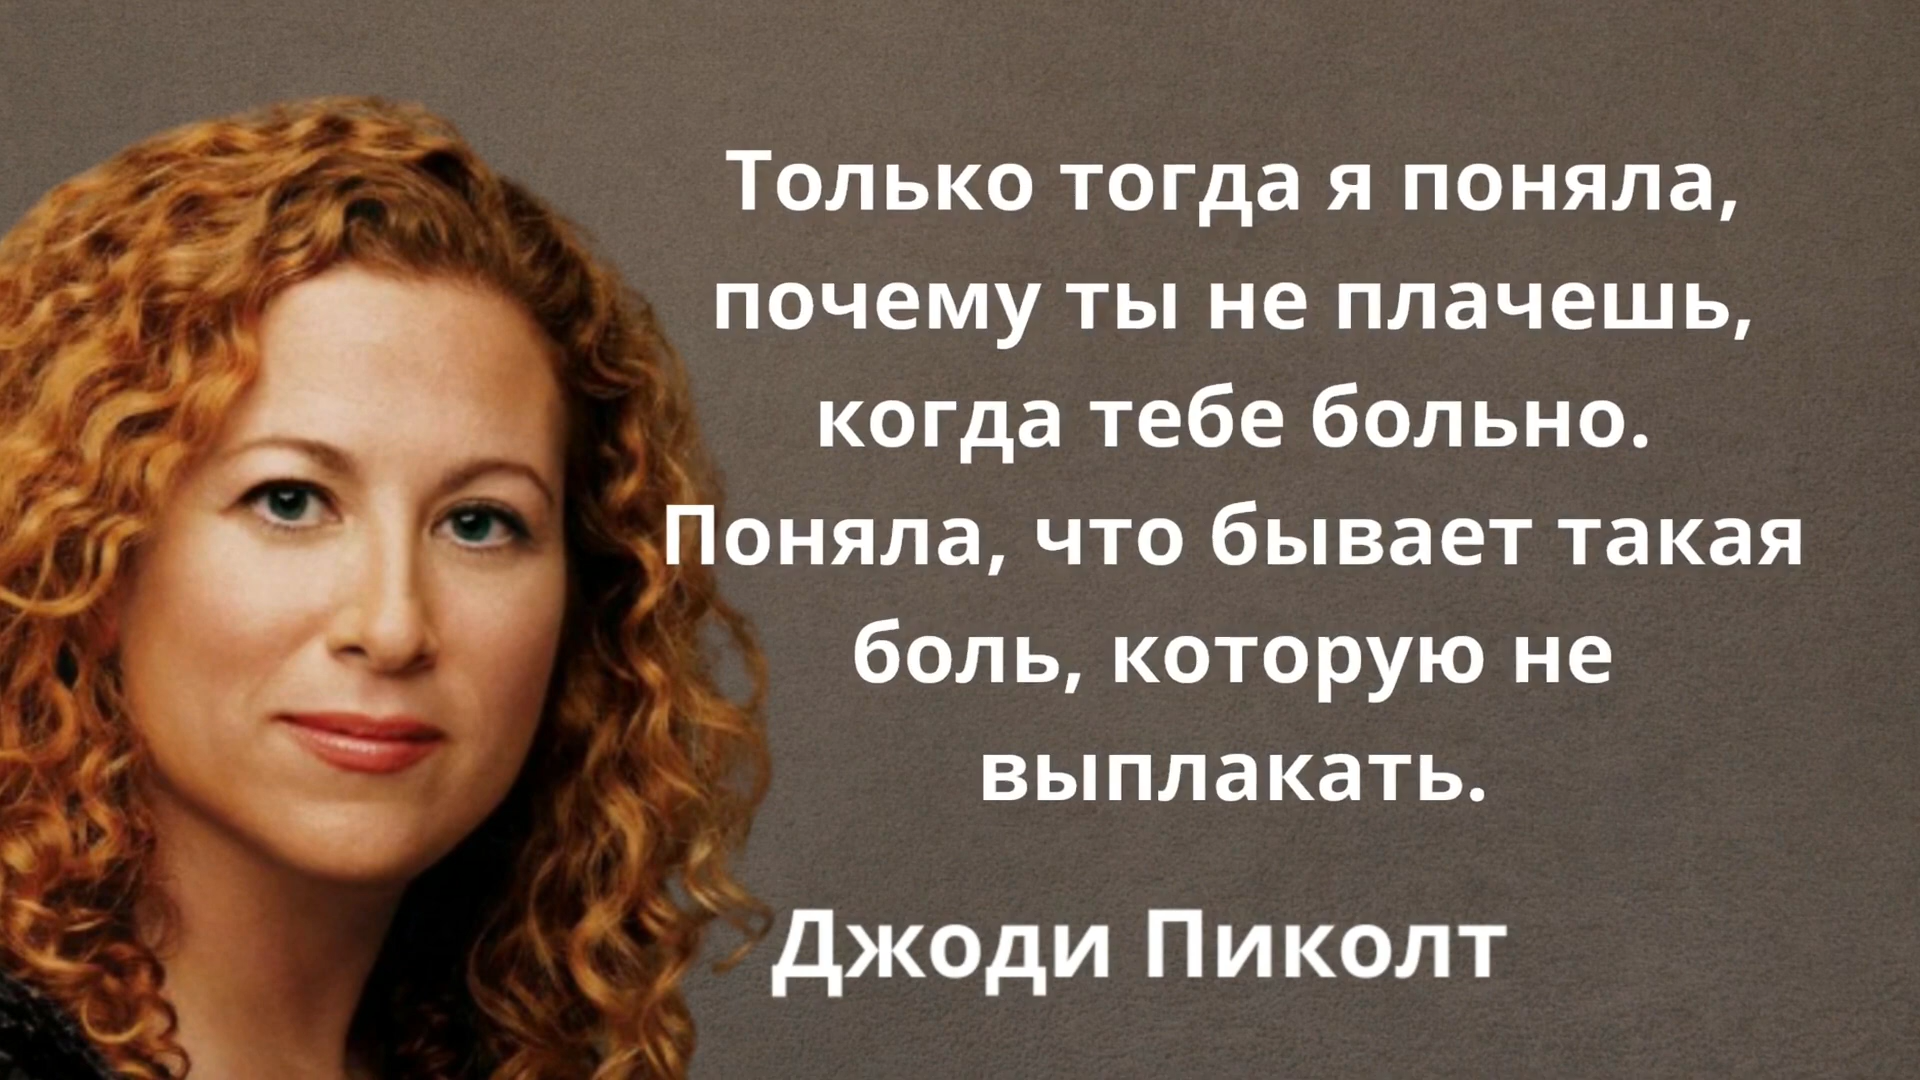 Только тогда я поняла,
почему ты не плачешь,
когда тебе больно.
Поняла, что бывает такая
боль, которую не
выплакать.
Джоди Пиколт